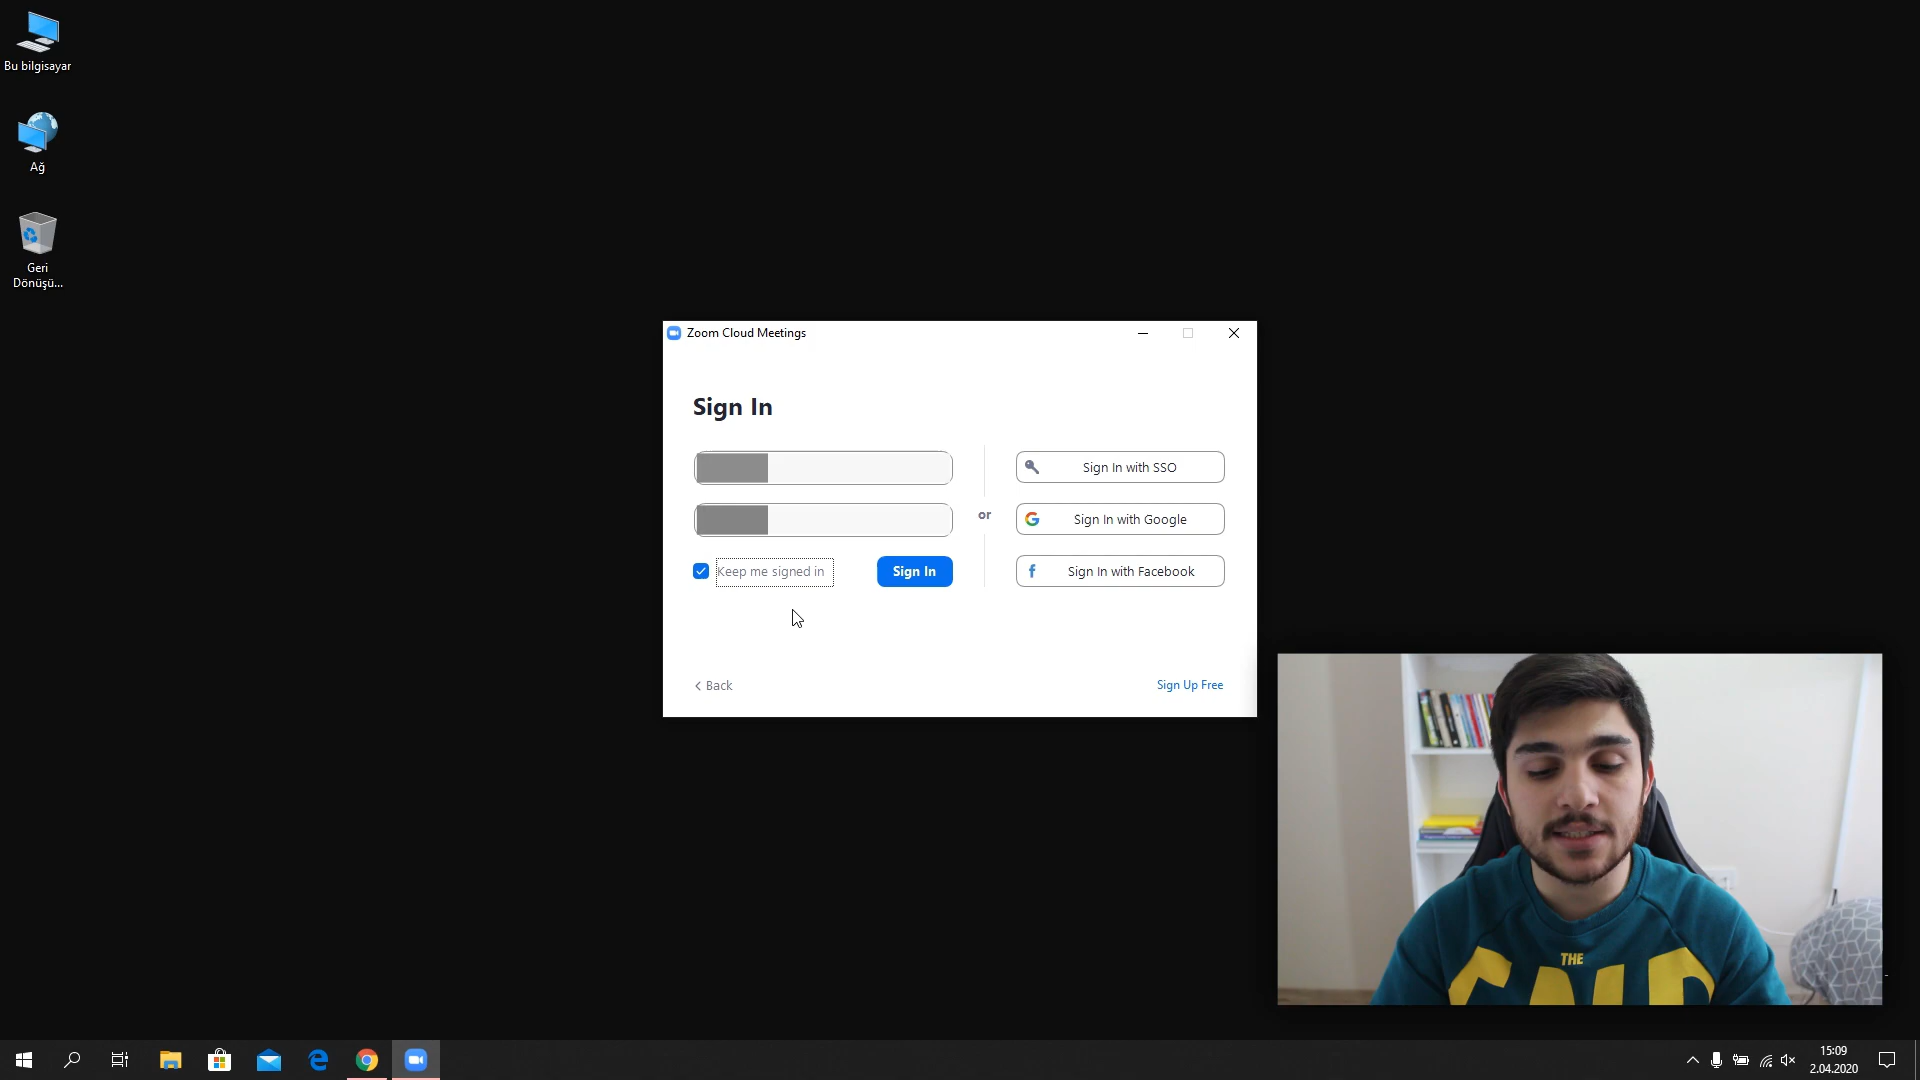 Bu bilgisayar
Ağ
Geri
Dönüşü...
Zoom Cloud Meetings
Sign In
Sign In with SSO
or
Sign In with Google
Keep me signed in
Sign In
Sign In with Facebook
Back
Sign Up Free
THE
15:09
2.04.2020